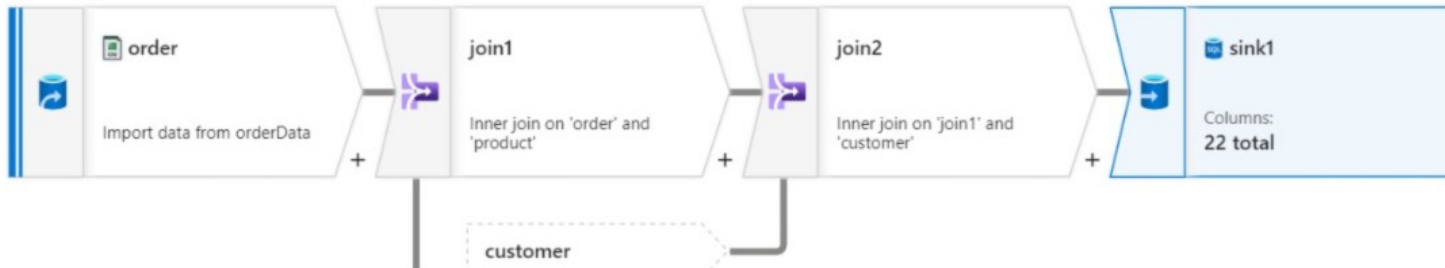 order
Import data from orderData
+
join1
Inner join on 'order' and
'product'
+
join2
Inner join on 'join1' and
'customer'
+
SQL
sink1
Columns:
22 total
customer